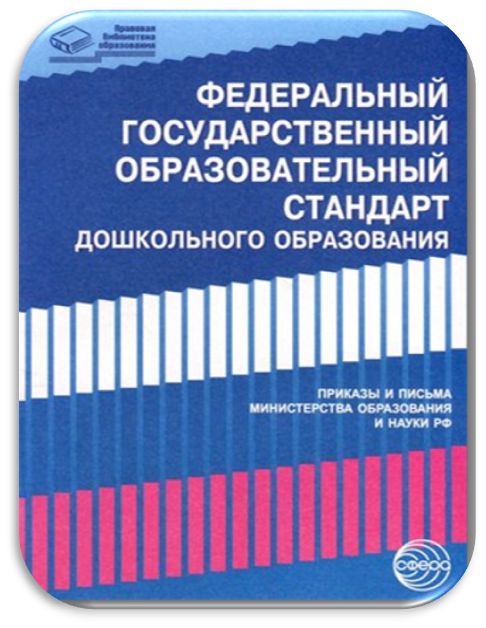 Правовая
библиотека
образования
ФЕДЕРАЛЬНЫЙ
ГОСУДАРСТВЕННЫЙ
ОБРАЗОВАТЕЛЬНЫЙ
СТАНДАРТ
ДОШКОЛЬНОГО ОБРАЗОВАНИЯ
ПРИКАЗЫ И ПИСЬМА
МИНИСТЕРСТВА ОБРАЗОВАНИЯ
И НАУКИ РФ
сфера